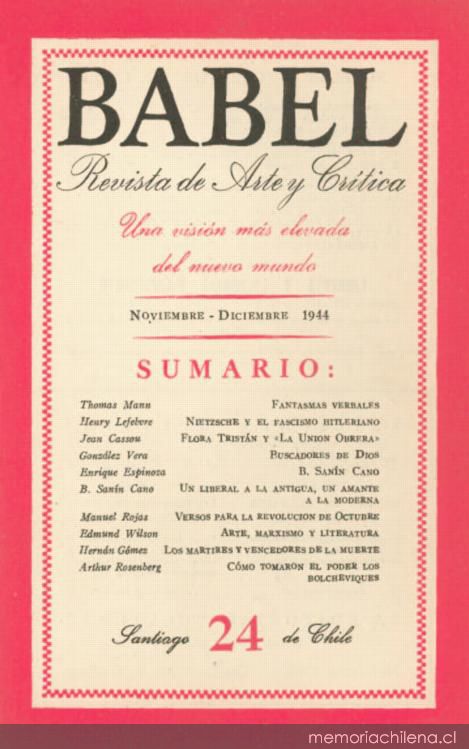 BABEL
Revista de Arte y Crítica
Una visión más elevada
del nuevo mundo
NOVIEMBRE - DICIEMBRE 1944
SUMARIO:
Thomas Mann FANTASMAS VERBALES
Henry Lefebvre NIETZSCHE Y EL FASCISMO HITLERIANO
Jean Cassou FLORA TRISTÁN Y «LA UNION OBRERA»
González Vera BUSCADORES DE DIOS
Enrique Espinoza B. SANÍN CANO
B. Sanín Cano UN LIBERAL A LA ANTIGUA, UN AMANTE
A LA MODERNA
Manuel Rojas VERSOS PARA LA REVOLUCION DE OCTUBRE
Edmund Wilson ARTE, MARXISMO Y LITERATURA
Hernán Gómez LOS MARTIRES Y VENCEDORES DE LA MUERTE
Arthur Rosenberg CÓMO TOMARON EL PODER LOS
BOLCHEVIQUES
Santiago 24 de Chile
memoriachilena.cl